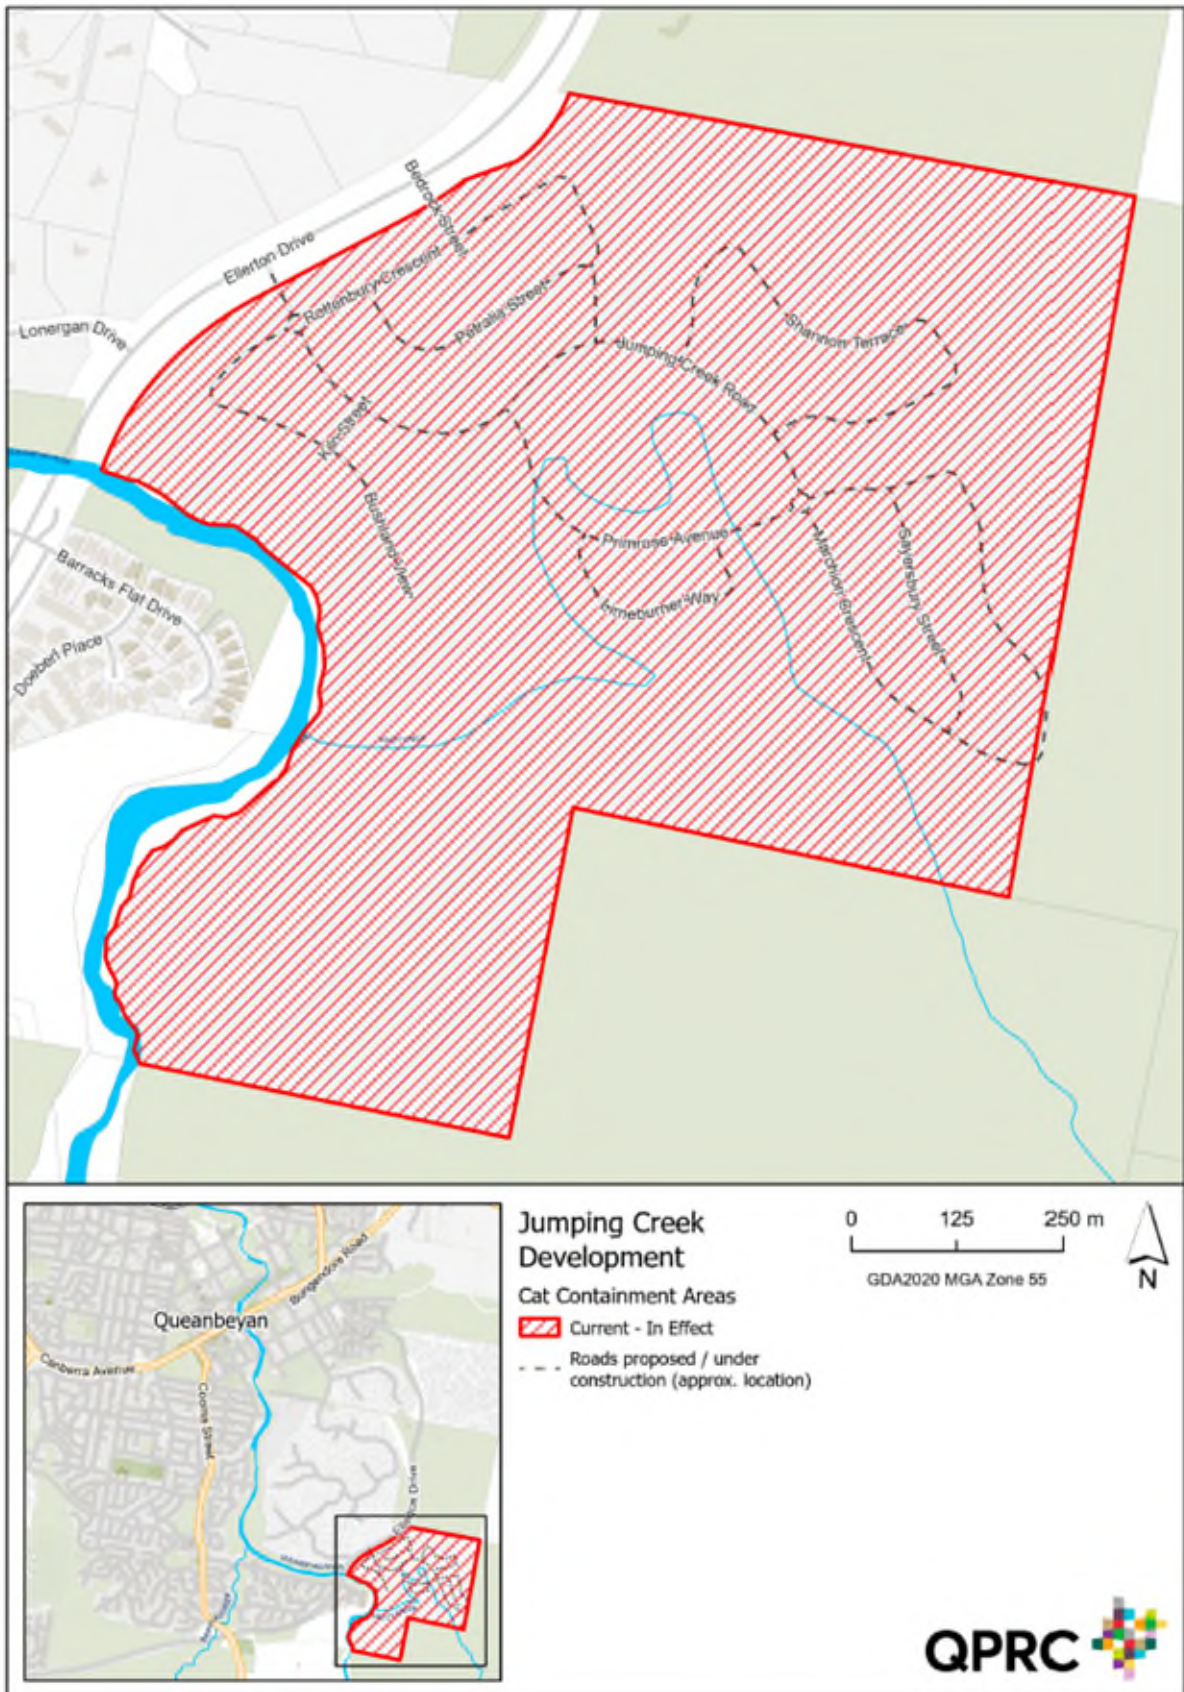 Bedrock Street
Ellerton Drive
Rottenbury Crescent
Petralia Street
Lonergan Drive
Shannon Terrace
Jumping Creek Road
Kiln Street
Bushland View
Primrose Avenue
Limeburner Way
Marchion Crescent
Sayersbury Street
Barracks Flat Drive
Doeberl Place
Jumping Creek
Development
Cat Containment Areas
Current - In Effect
Roads proposed / under
construction (approx. location)
0 125 250 m
GDA2020 MGA Zone 55
N
Queanbeyan
Bungendore Road
Canberra Avenue
Cooma Street
Ellerton Drive
QPRC